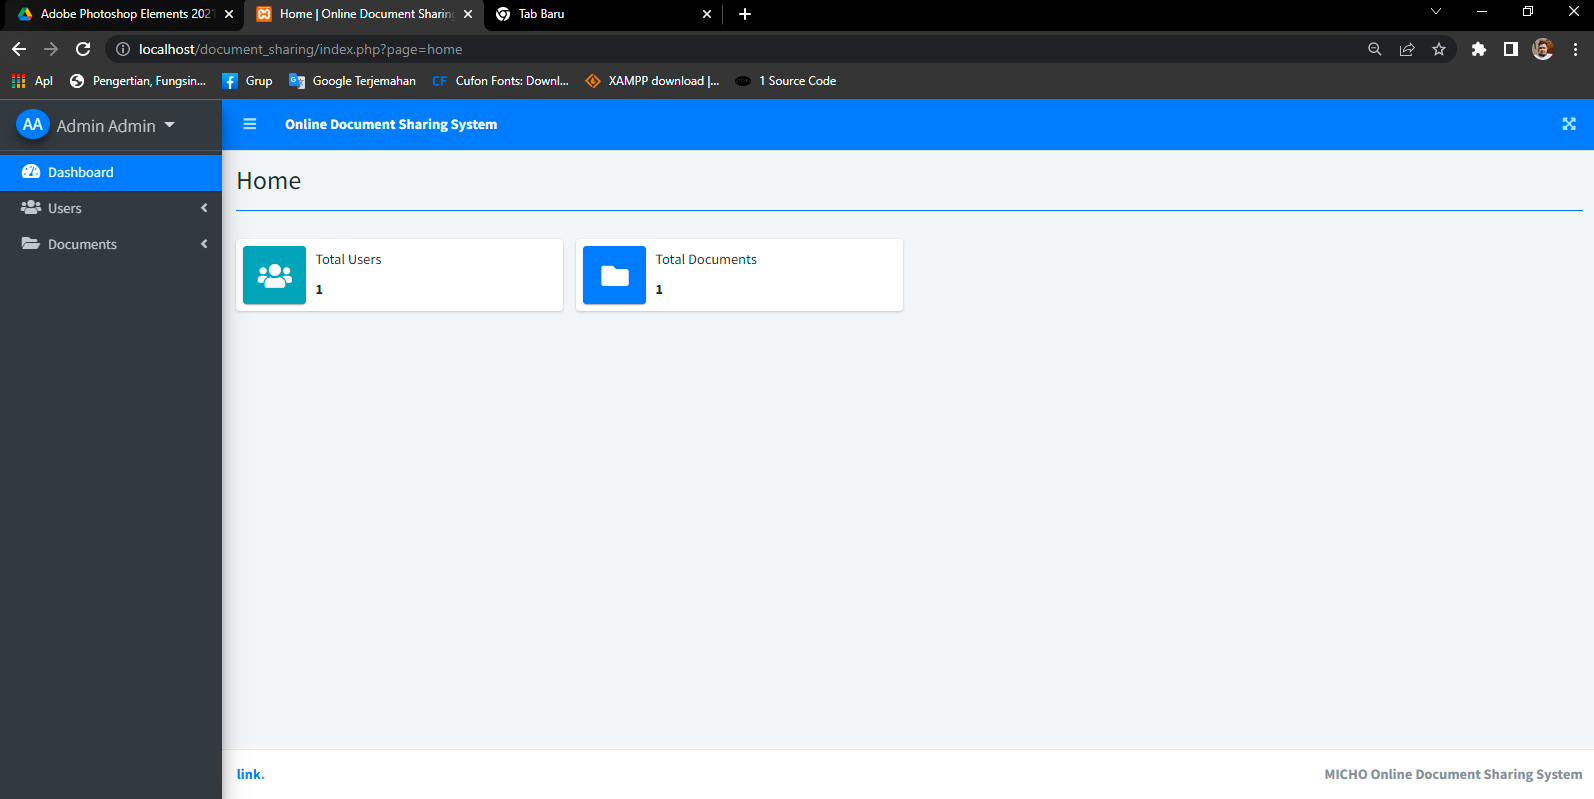 Adobe Photoshop Elements 2021
Home | Online Document Sharing
Tab Baru
localhost/document_sharing/index.php?page=home
Apl
Pengertian, Fungsin...
Grup
Google Terjemahan
CF
Cufon Fonts: Downl...
XAMPP download |...
1 Source Code
AA
Admin Admin
Online Document Sharing System
Dashboard
Users
Documents
Home
Total Users
1
Total Documents
1
link.
MICHO Online Document Sharing System